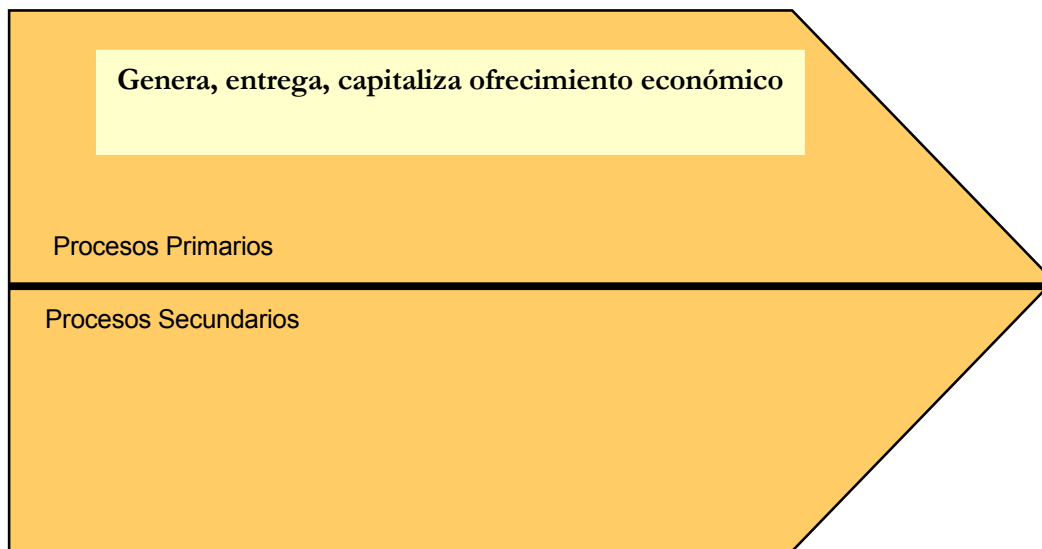 Genera, entrega, capitaliza ofrecimiento económico
Procesos Primarios
Procesos Secundarios